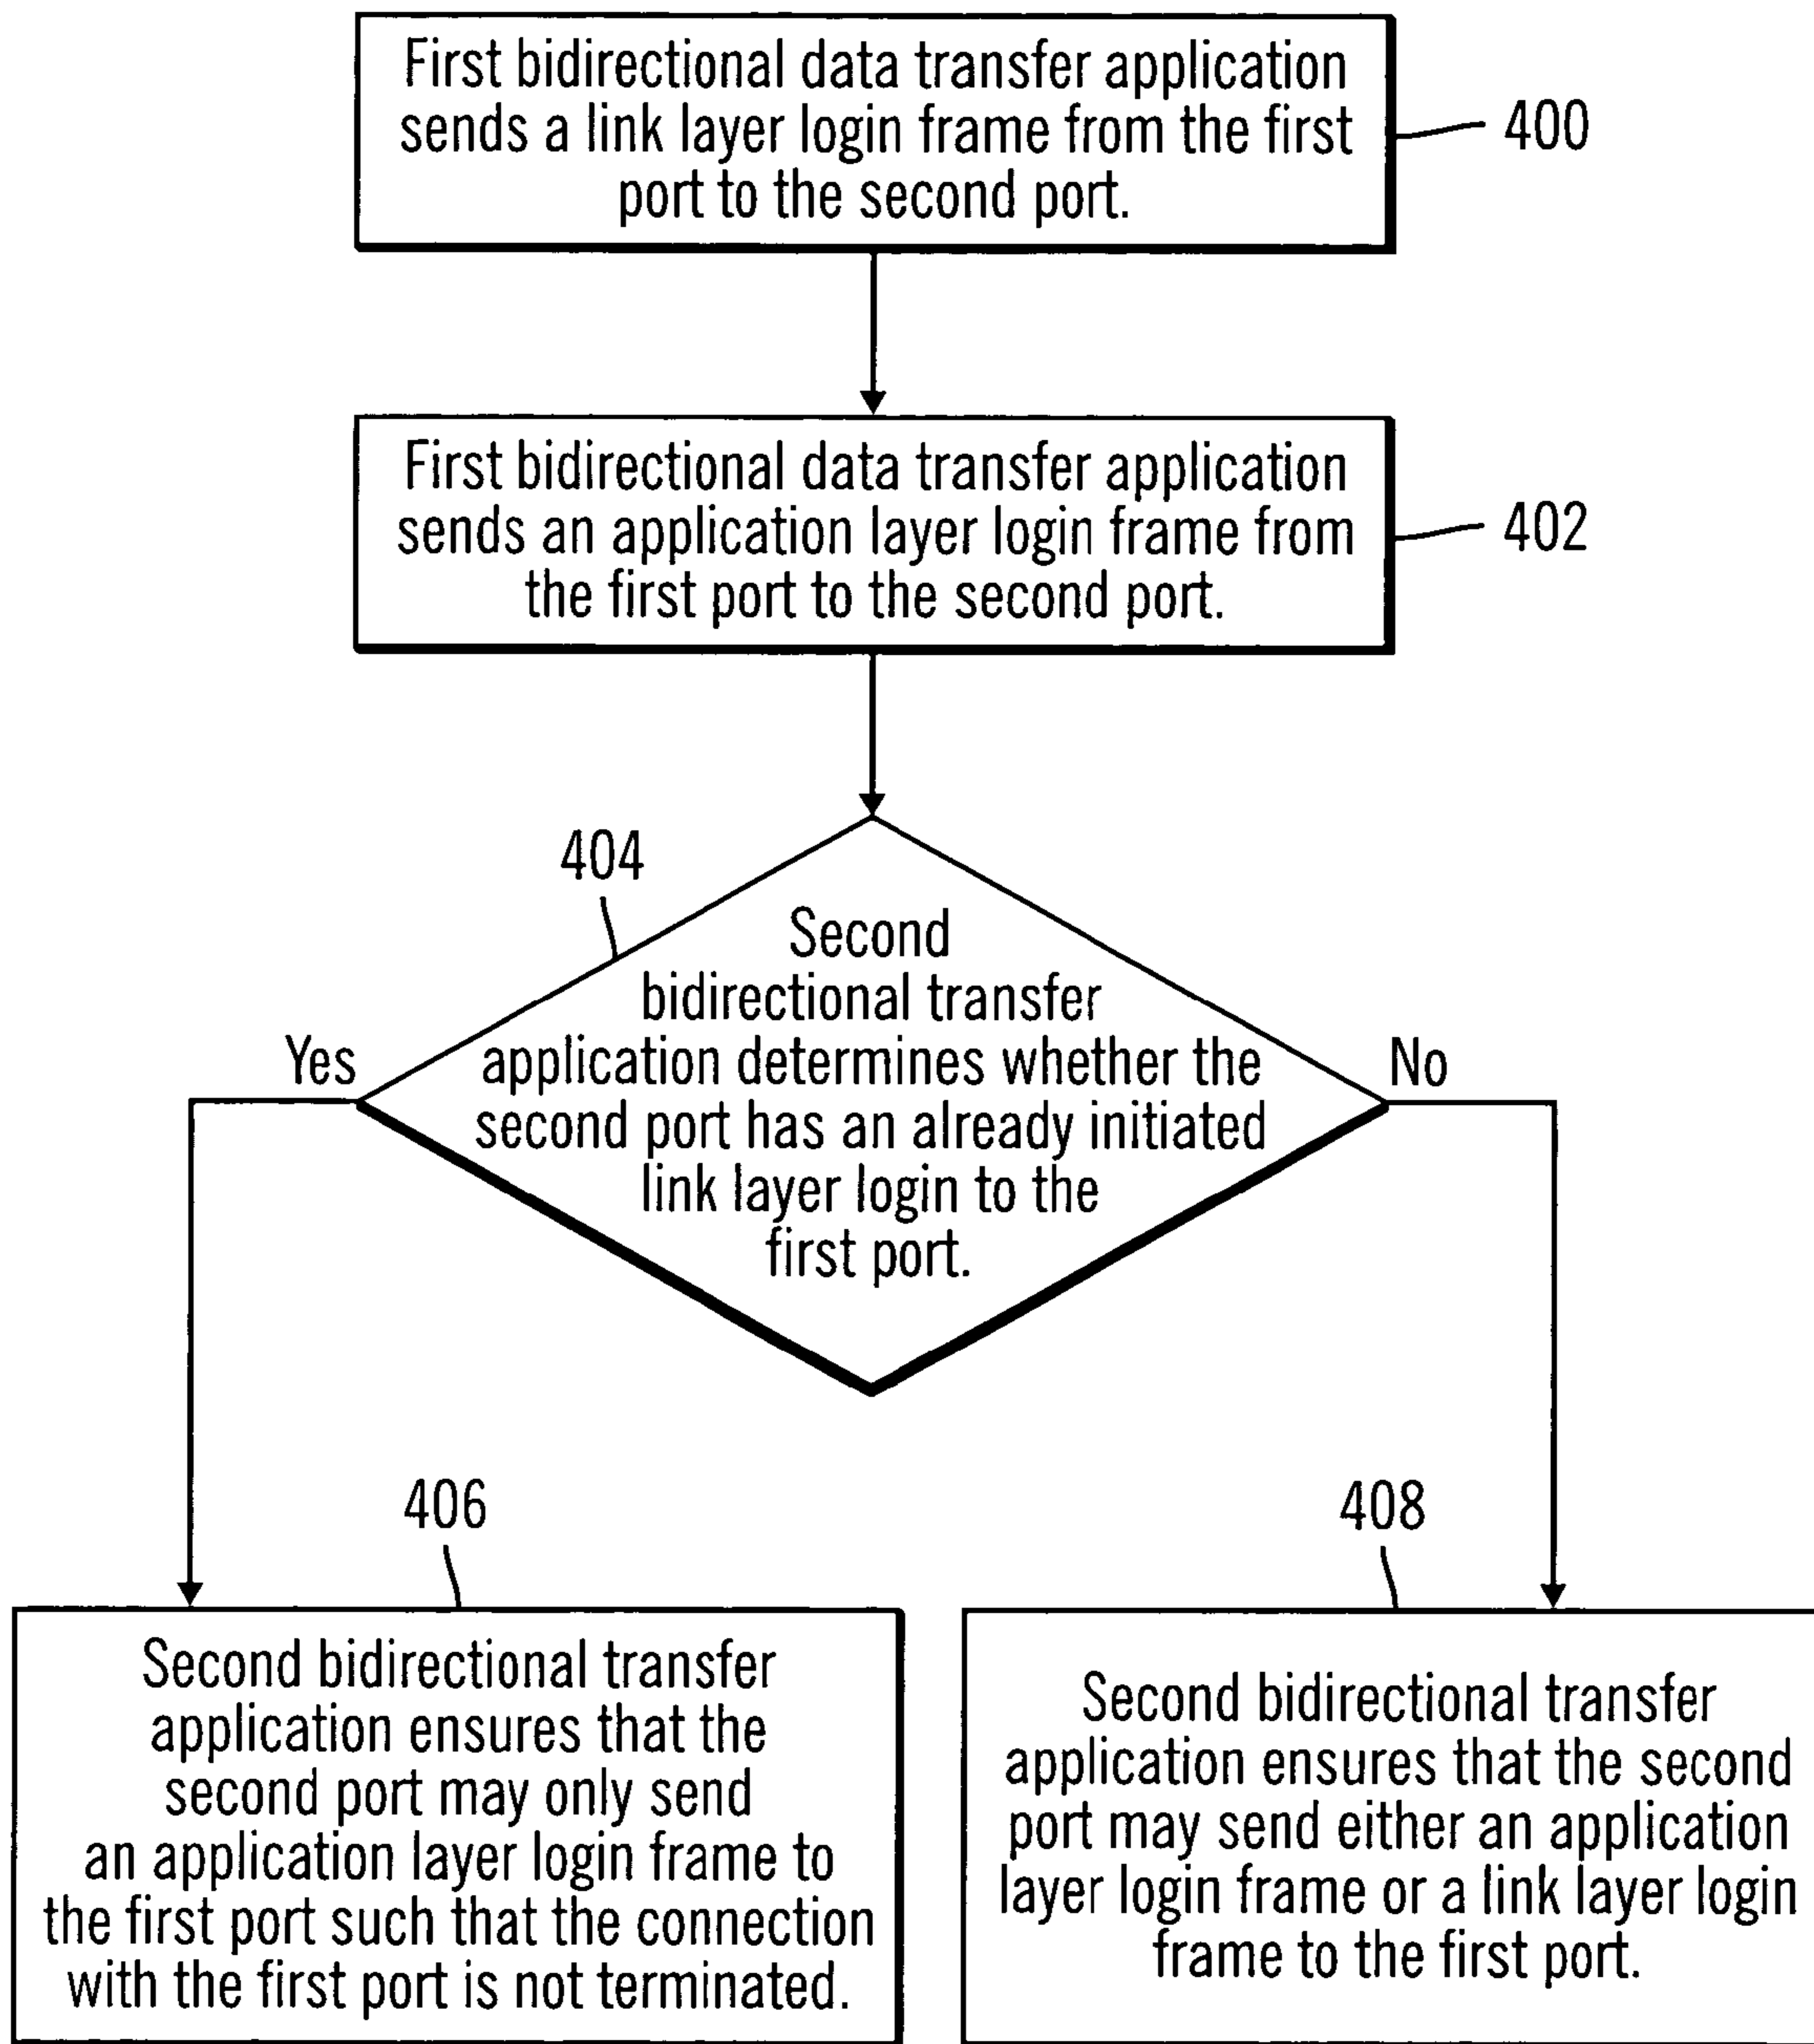 First bidirectional data transfer application
sends a link layer login frame from the first
port to the second port.
400
First bidirectional data transfer application
sends an application layer login frame from
the first port to the second port.
402
404
Second
bidirectional transfer
application determines whether the
second port has an already initiated
link layer login to the
first port.
Yes
No
406
Second bidirectional transfer
application ensures that the
second port may only send
an application layer login frame to
the first port such that the connection
with the first port is not terminated.
408
Second bidirectional transfer
application ensures that the second
port may send either an application
layer login frame or a link layer login
frame to the first port.